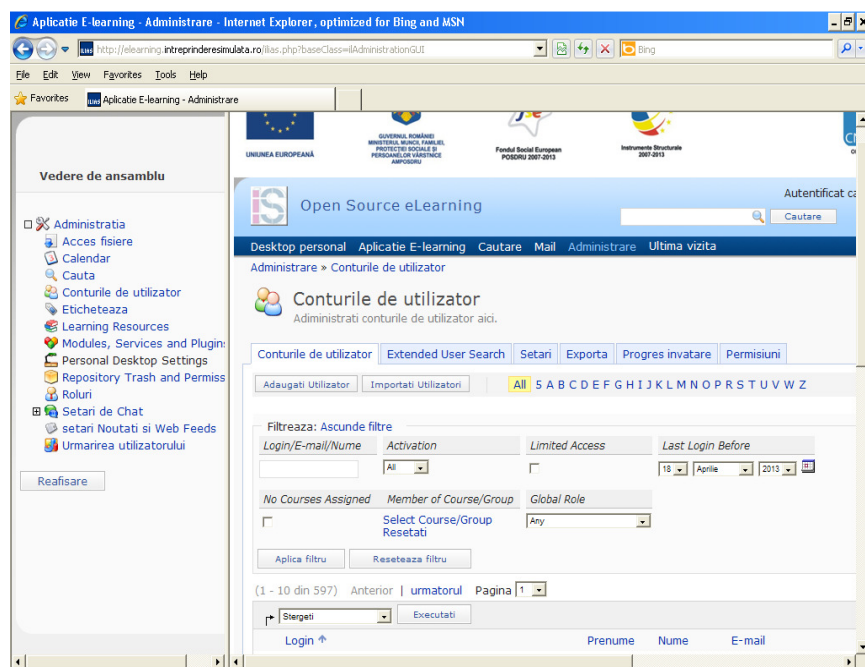 Aplicatie E-learning - Administrare - Internet Explorer, optimized for Bing and MSN
http://elearning.intreprinderesimulata.ro/ilias.php?baseClass=ilAdministrationGUI
Bing
File Edit View Favorites Tools Help
Favorites
ILIAS Aplicatie E-learning - Administrare
Vedere de ansamblu
Administratia
Acces fisiere
Calendar
Cauta
Conturile de utilizator
Eticheteaza
Learning Resources
Modules, Services and Plugins
Personal Desktop Settings
Repository Trash and Permiss
Roluri
Setari de Chat
setari Noutati si Web Feeds
Urmarirea utilizatorului
Reafisare
UNIUNEA EUROPEANĂ
GUVERNUL ROMÂNIEI
MINISTERUL MUNCII, FAMILIEI,
PROTECŢIEI SOCIALE ŞI
PERSOANELOR VÂRSTNICE
AMPOSDRU
Fondul Social European
POSDRU 2007-2013
Instrumente Structurale
2007-2013
iS
Open Source eLearning
Autentificat ca
Cautare
Desktop personal Aplicatie E-learning Cautare Mail Administrare Ultima vizita
Administrare » Conturile de utilizator
Conturile de utilizator
Adiministrati conturile de utilizator aici.
Conturile de utilizator Extended User Search Setari Exporta Progres invatare Permisiuni
Adaugati Utilizator Importati Utilizatori All 5 A B C D E F G H I J K L M N O P R S T U V W Z
Filtreaza: Ascunde filtre
Login/E-mail/Nume Activation Limited Access Last Login Before
All 18 Aprilie 2013
No Courses Assigned Member of Course/Group Global Role
Select Course/Group Any
Resetati
Aplica filtru Reseteaza filtru
(1 - 10 din 597) Anterior | urmatorul Pagina 1
Stergeti Executati
Login Prenume Nume E-mail